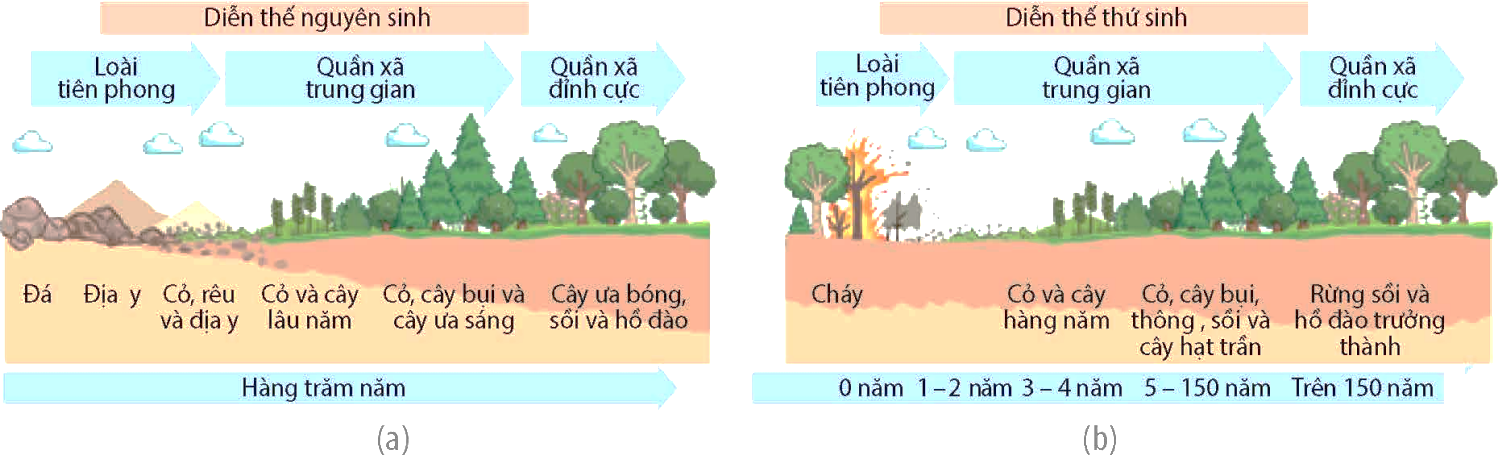 Diễn thế nguyên sinh
Loài
tiên phong
Quần xã
trung gian
Quần xã
đỉnh cực
Đá
Địa y
Cỏ, rêu
và địa y
Cỏ và cây
lâu năm
Cỏ, cây bụi và
cây ưa sáng
Cây ưa bóng,
sồi và hồ đào
Hàng trăm năm
(a)
Diễn thế thứ sinh
Loài
tiên phong
Quần xã
trung gian
Quần xã
đỉnh cực
Cháy
Cỏ và cây
hàng năm
Cỏ, cây bụi,
thông , sồi và
cây hạt trần
Rừng sồi và
hồ đào trưởng
thành
0 năm
1 – 2 năm
3 – 4 năm
5 – 150 năm
Trên 150 năm
(b)